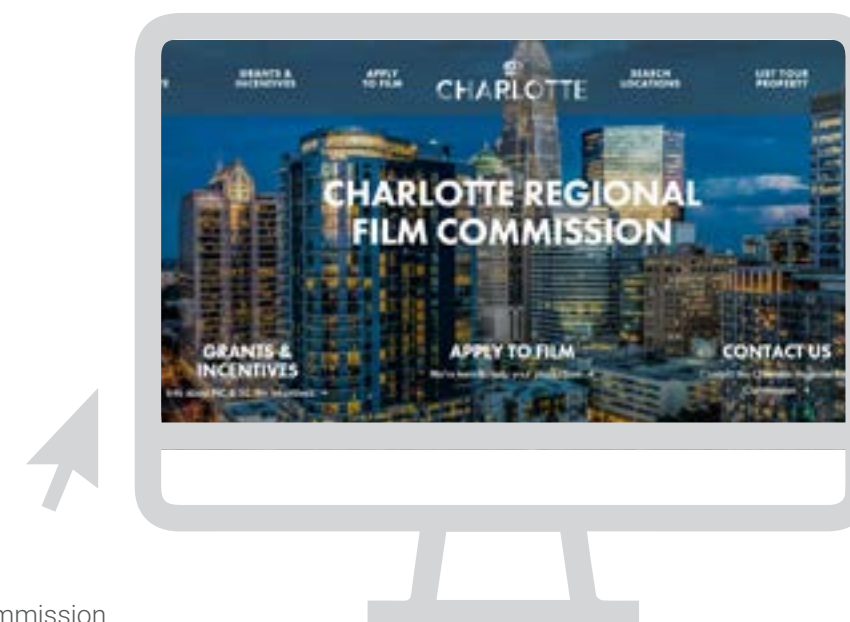 GRANTS &
INCENTIVES
APPLY
TO FILM
CHARLOTTE
SEARCH
LOCATIONS
LIST YOUR
PROPERTY
CHARLOTTE REGIONAL
FILM COMMISSION
GRANTS &
INCENTIVES
APPLY TO FILM
CONTACT US
mmission